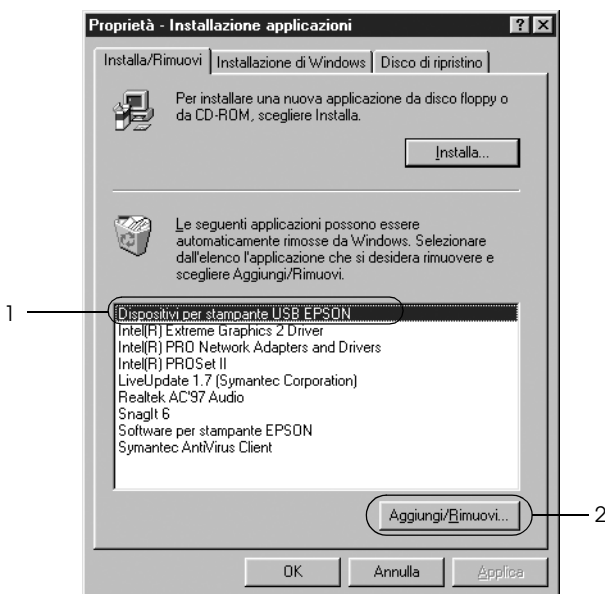 Proprietà - Installazione applicazioni
Installa/Rimuovi Installazione di Windows Disco di ripristino
Per installare una nuova applicazione da disco floppy o
da CD-ROM, scegliere Installa.
Installa...
Le seguenti applicazioni possono essere
automaticamente rimosse da Windows. Selezionare
dall'elenco l'applicazione che si desidera rimuovere e
scegliere Aggiungi/Rimuovi.
1
Dispositivi per stampante USB EPSON
Intel(R) Extreme Graphics 2 Driver
Intel(R) PRO Network Adapters and Drivers
Intel(R) PROSet II
LiveUpdate 1.7 (Symantec Corporation)
Realtek AC'97 Audio
SnagIt 6
Software per stampante EPSON
Symantec AntiVirus Client
Aggiungi/Rimuovi...
2
OK Annulla Applica